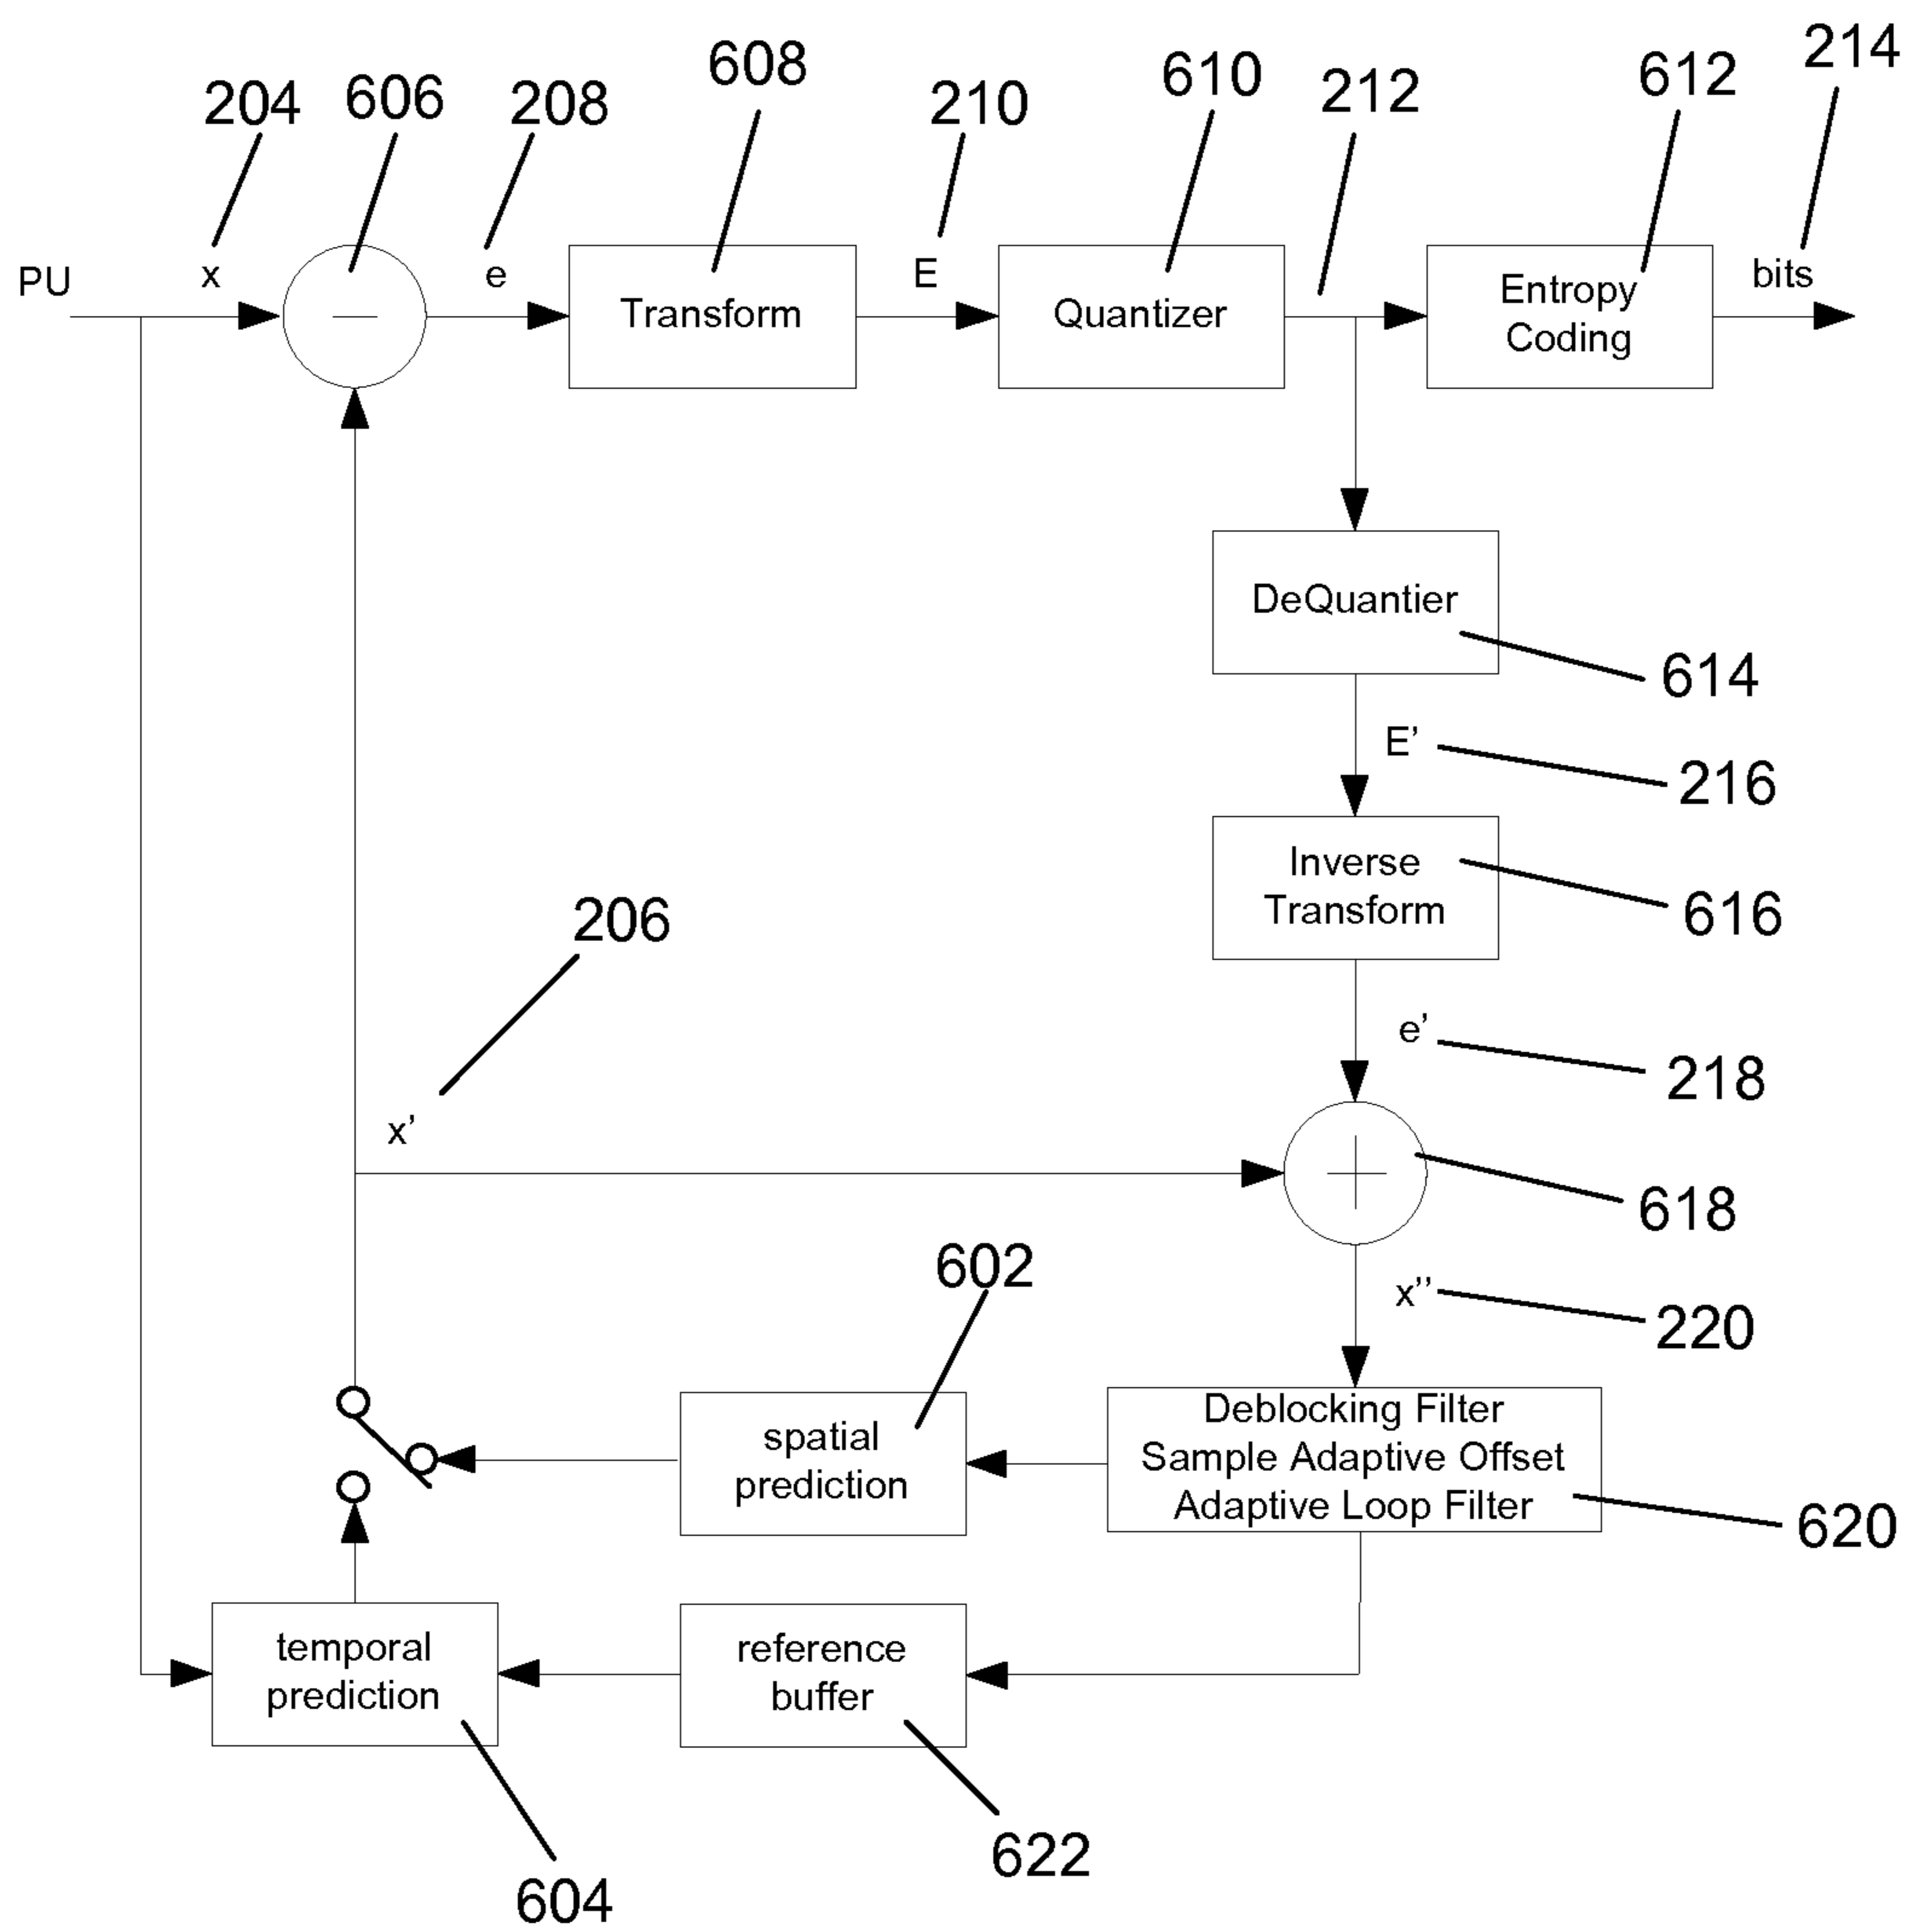 204
606
208
608
210
610
212
612
214
PU
x
e
E
bits
Transform
Quantizer
Entropy
Coding
DeQuantier
614
E’
216
Inverse
Transform
616
206
e’
218
x’
618
602
x’’
220
spatial
prediction
Deblocking Filter
Sample Adaptive Offset
Adaptive Loop Filter
620
temporal
prediction
reference
buffer
622
604